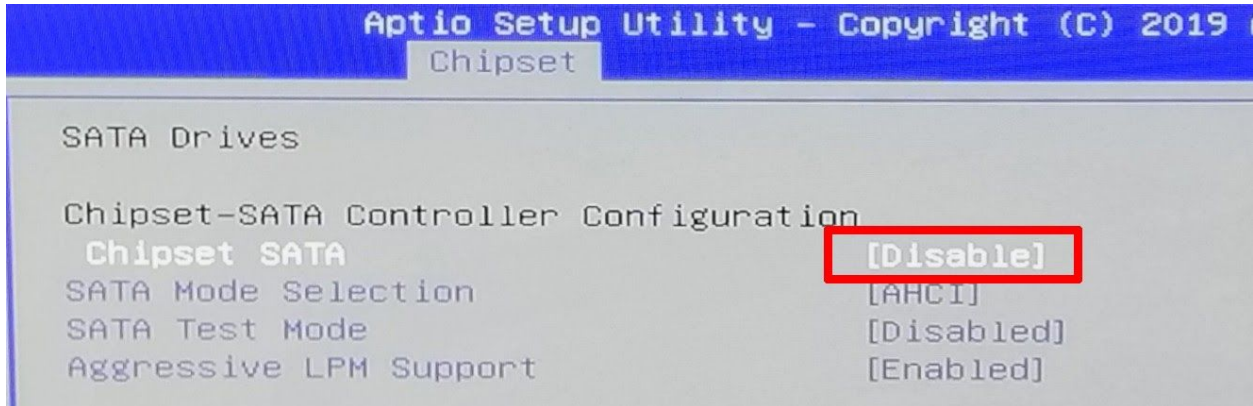 Aptio Setup Utility – Copyright (C) 2019
Chipset
SATA Drives
Chipset-SATA Controller Configuration
Chipset SATA [Disable]
SATA Mode Selection [AHCI]
SATA Test Mode [Disabled]
Aggressive LPM Support [Enabled]